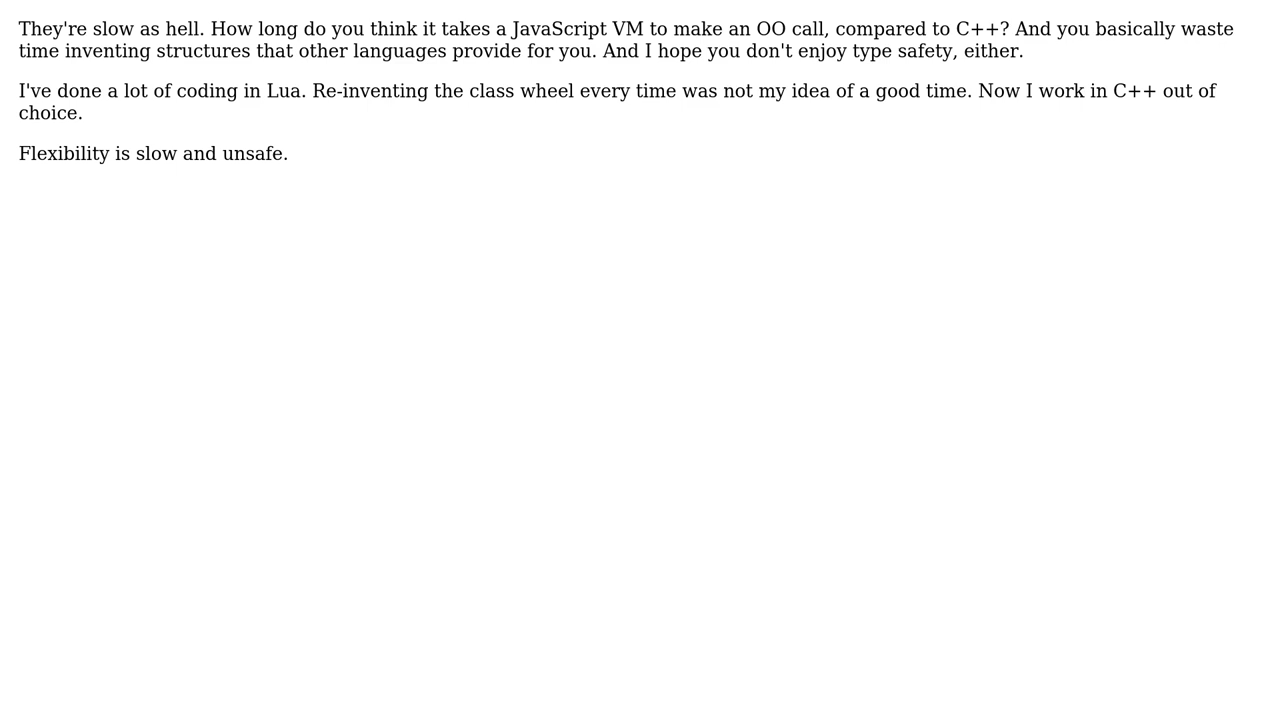 They're slow as hell. How long do you think it takes a JavaScript VM to make an OO call, compared to C++? And you basically waste
time inventing structures that other languages provide for you. And I hope you don't enjoy type safety, either.
I've done a lot of coding in Lua. Re-inventing the class wheel every time was not my idea of a good time. Now I work in C++ out of
choice.
Flexibility is slow and unsafe.